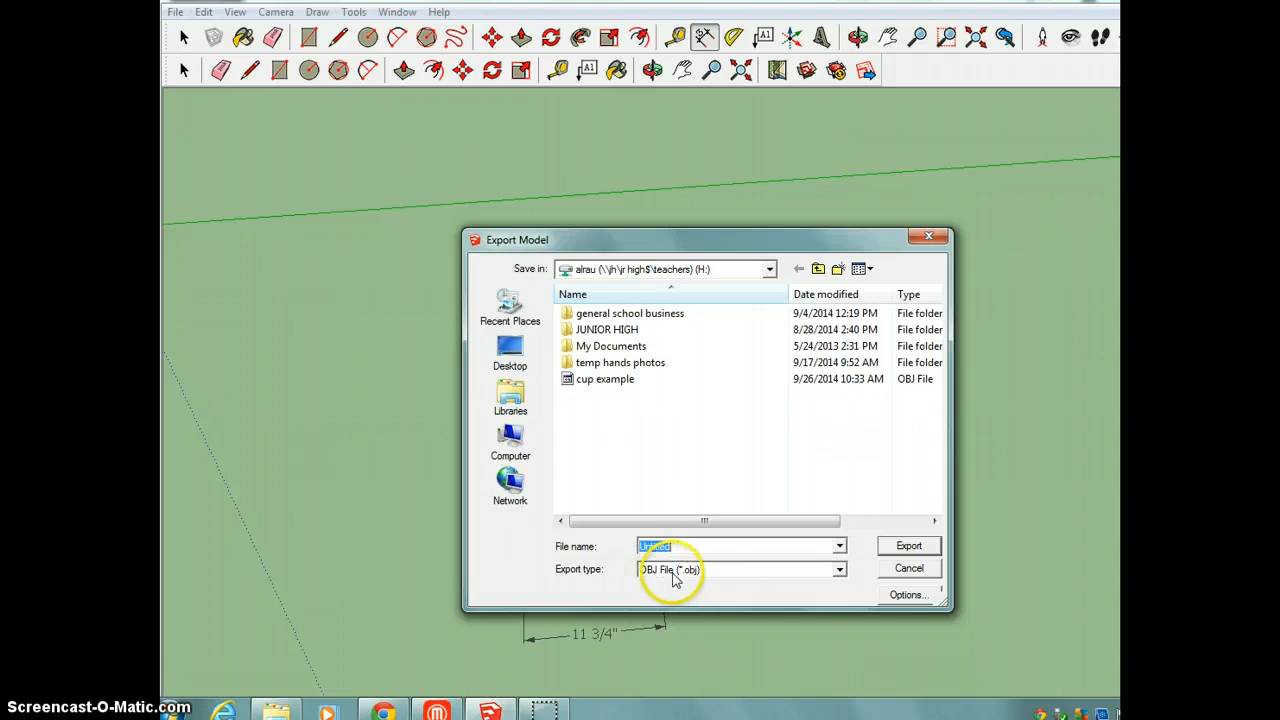 File Edit View Camera Draw Tools Window Help
A1
A1
Export Model
Save in: alrau (\\jh\jr high$\teachers) (H:)
Name Date modified Type
Recent Places
general school business 9/4/2014 12:19 PM File folder
JUNIOR HIGH 8/28/2014 2:40 PM File folder
My Documents 5/24/2013 2:31 PM File folder
temp hands photos 9/17/2014 9:52 AM File folder
cup example 9/26/2014 10:33 AM OBJ File
Desktop
Libraries
Computer
Network
File name: Untitled Export
Export type: OBJ File (*.obj) Cancel
Options...
11 3/4"
Screencast-O-Matic.com